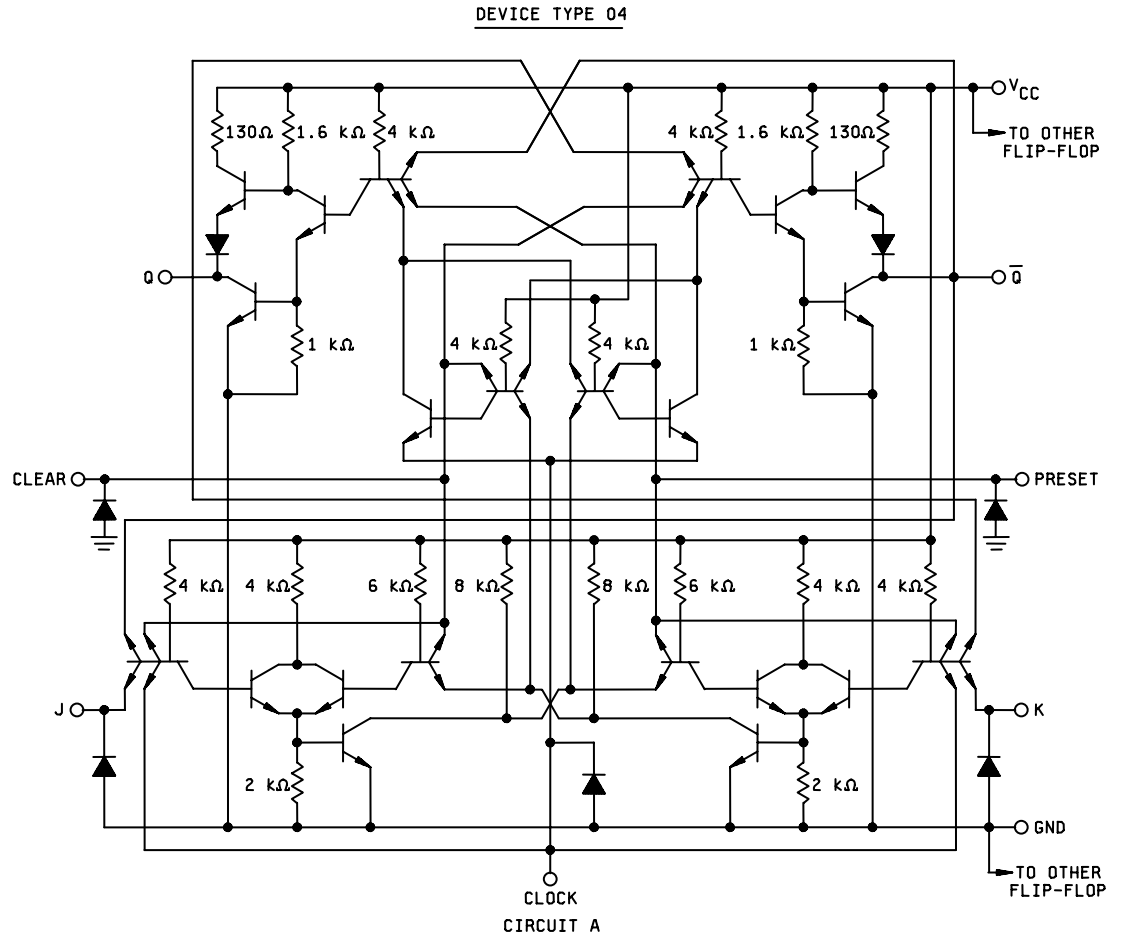 DEVICE TYPE 04
VCC
130Ω 1.6 kΩ 4 kΩ 4 kΩ 1.6 kΩ 130Ω
TO OTHER
FLIP-FLOP
Q Q̅
1 kΩ 4 kΩ 4 kΩ 1 kΩ
CLEAR PRESET
4 kΩ 4 kΩ 6 kΩ 8 kΩ 8 kΩ 6 kΩ 4 kΩ 4 kΩ
J K
2 kΩ 2 kΩ
GND
TO OTHER
FLIP-FLOP
CLOCK
CIRCUIT A